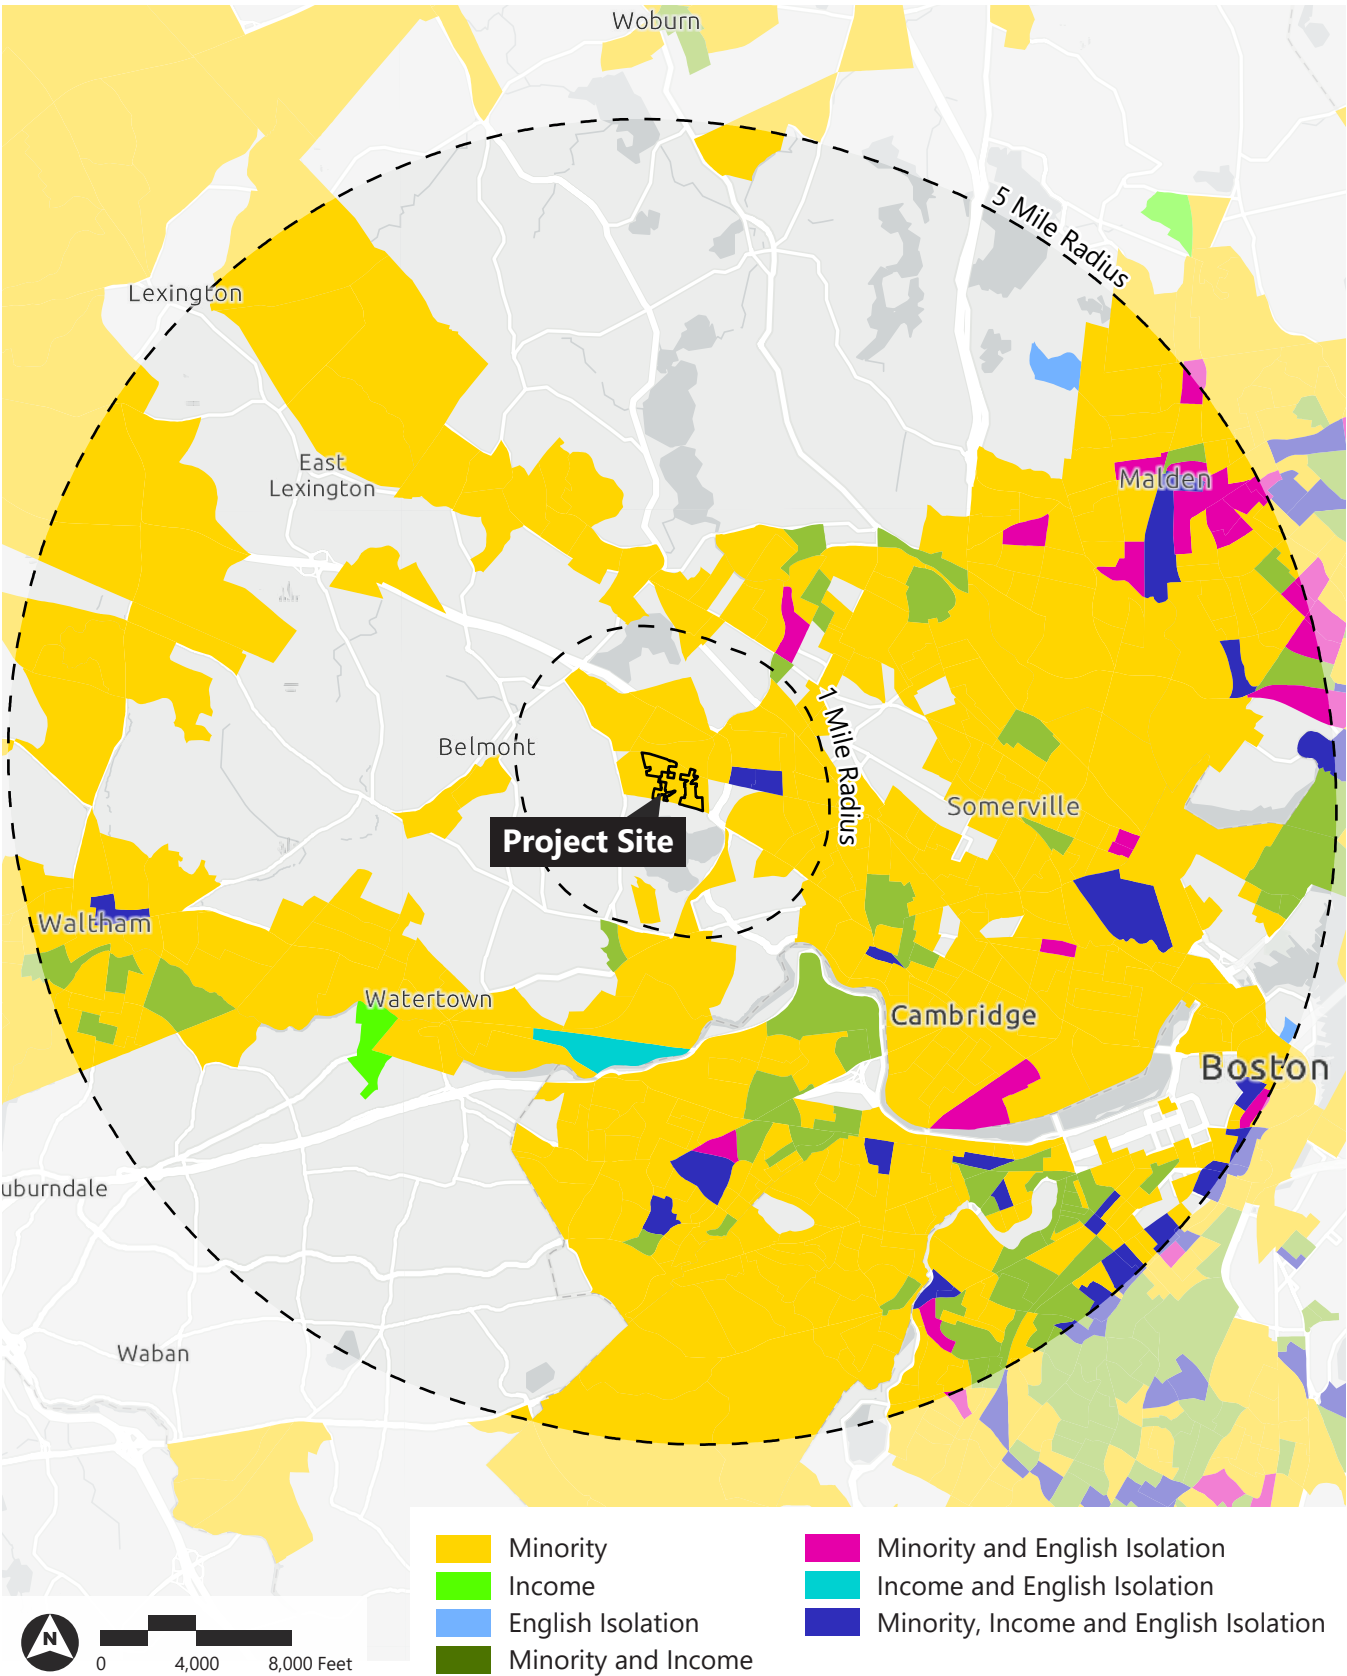 Woburn
5 Mile Radius
Lexington
East
Lexington
Malden
Belmont
1 Mile Radius
Somerville
Project Site
Waltham
Watertown
Cambridge
Boston
uburndale
Waban
Minority
Income
English Isolation
Minority and Income
Minority and English Isolation
Income and English Isolation
Minority, Income and English Isolation
N
0 4,000 8,000 Feet